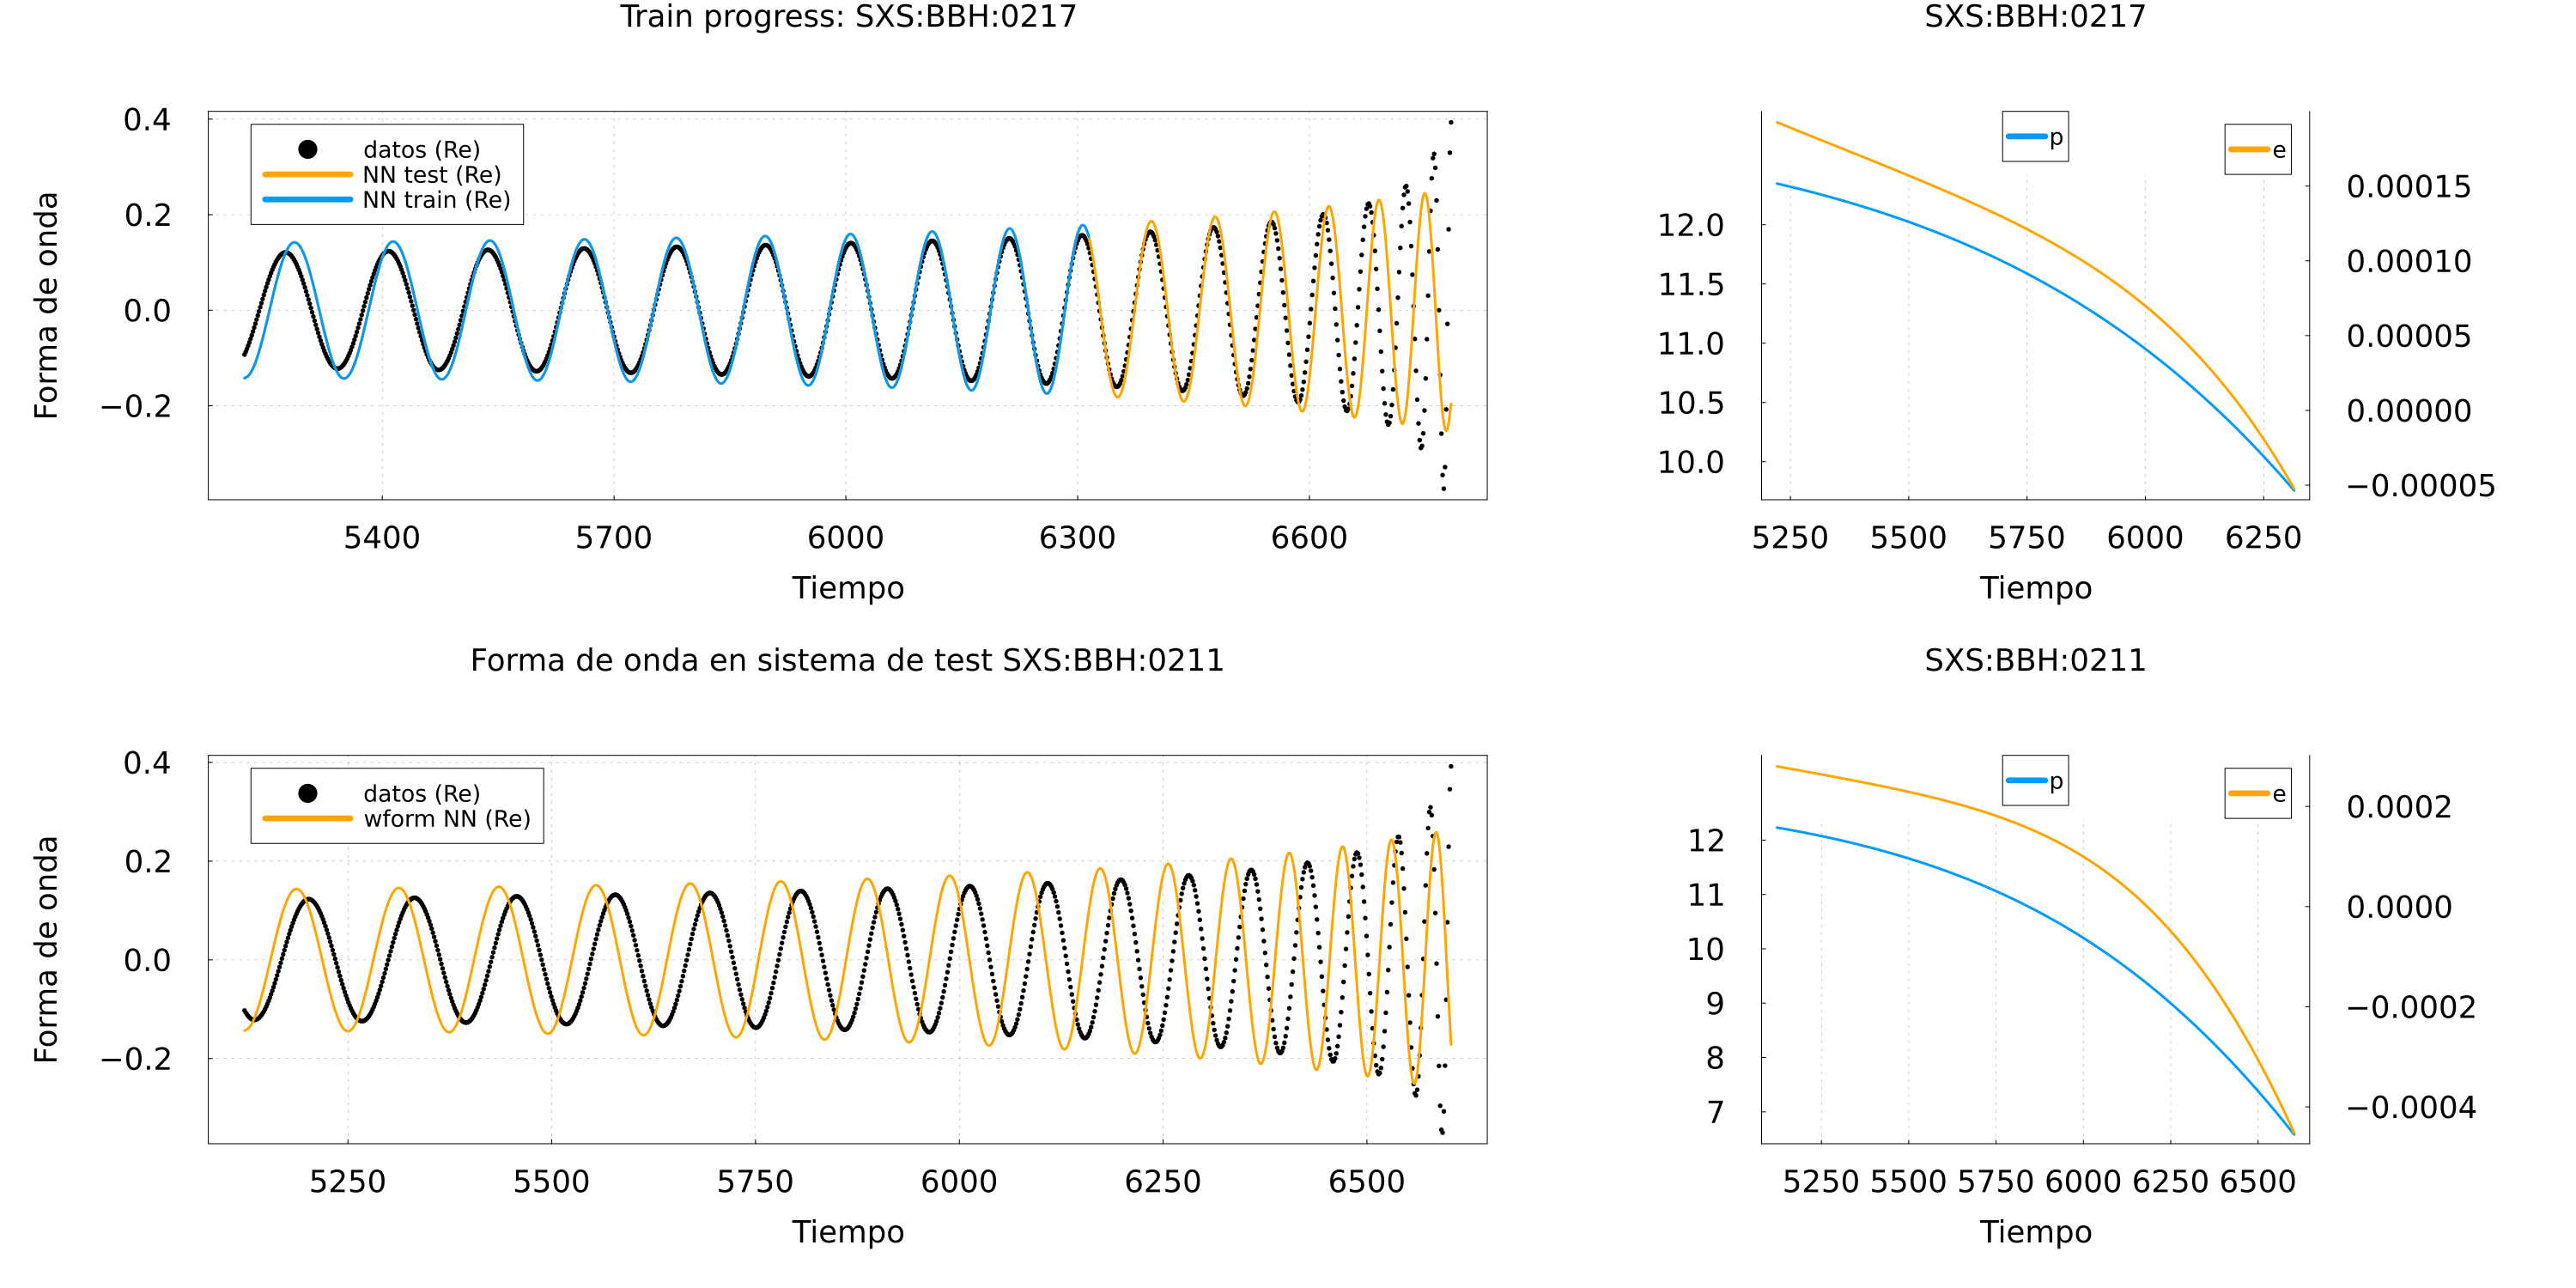 Train progress: SXS:BBH:0217
Forma de onda
0.4
0.2
0.0
−0.2
datos (Re)
NN test (Re)
NN train (Re)
5400 5700 6000 6300 6600
Tiempo
SXS:BBH:0217
12.0
11.5
11.0
10.5
10.0
p
e
0.00015
0.00010
0.00005
0.00000
−0.00005
5250 5500 5750 6000 6250
Tiempo
Forma de onda en sistema de test SXS:BBH:0211
Forma de onda
0.4
0.2
0.0
−0.2
datos (Re)
wform NN (Re)
5250 5500 5750 6000 6250 6500
Tiempo
SXS:BBH:0211
12
11
10
9
8
7
p
e
0.0002
0.0000
−0.0002
−0.0004
5250 5500 5750 6000 6250 6500
Tiempo